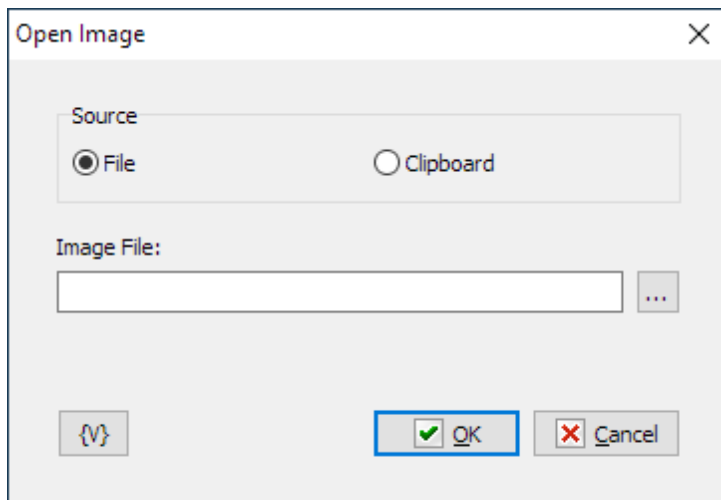 Open Image
Source
File Clipboard
Image File:
...
{V} OK Cancel